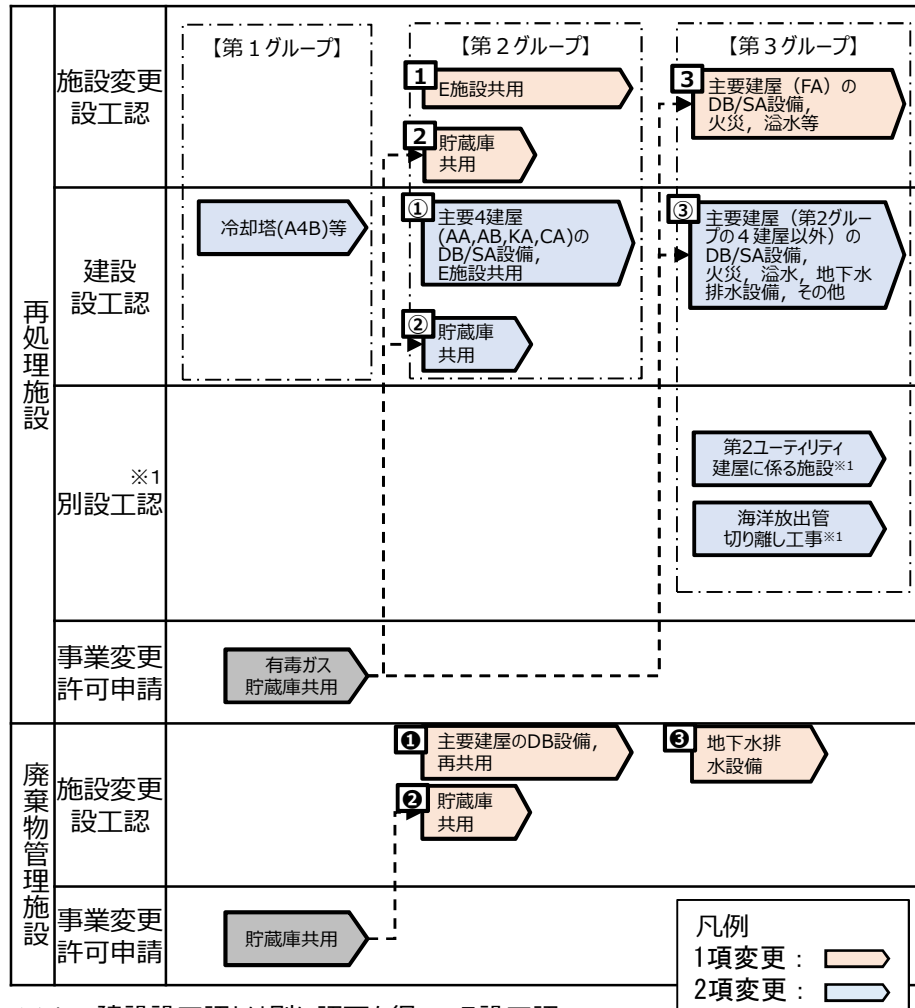 【第1グループ】
【第2グループ】
【第3グループ】
再処理施設
施設変更
設工認
1
E施設共用
2
貯蔵庫
共用
3
主要建屋（FA）の
DB/SA設備，
火災，溢水等
建設
設工認
冷却塔(A4B)等
①
主要4建屋
(AA,AB,KA,CA)の
DB/SA設備，
E施設共用
②
貯蔵庫
共用
③
主要建屋（第2グルー
プの４建屋以外）の
DB/SA設備，
火災，溢水，地下水
排水設備，その他
※1
別設工認
第2ユーティリティ
建屋に係る施設※1
海洋放出管
切り離し工事※1
事業変更
許可申請
有毒ガス
貯蔵庫共用
廃棄物管理施設
施設変更
設工認
❶
主要建屋のDB設備，
再共用
❷
貯蔵庫
共用
❸
地下水排
水設備
事業変更
許可申請
貯蔵庫共用
凡例
1項変更：
2項変更：